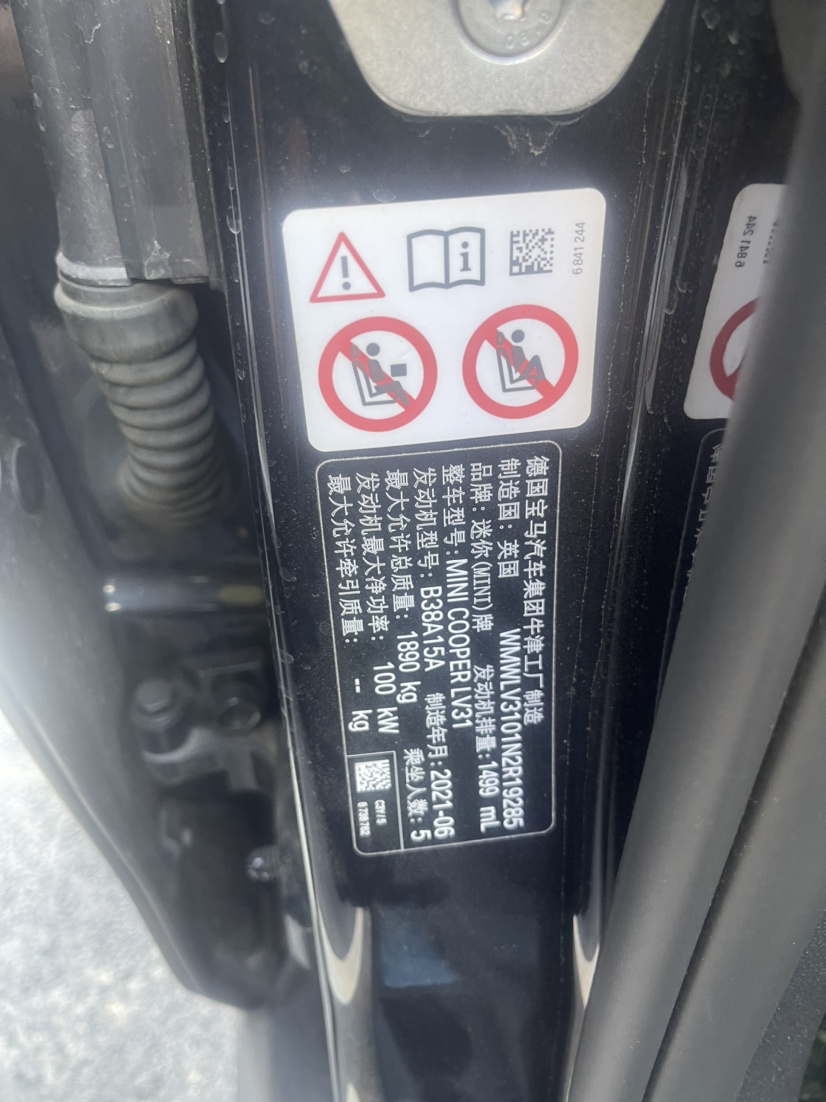 0888
6 841 244
德国宝马汽车集团牛津工厂制造
制造国: 英国 WMWLV3101N2R19285
品牌: 迷你(MINI)牌 发动机排量:1499 mL
整车型号:MINI COOPER LV31
发动机型号: B38A15A 制造年月:2021-06
最大允许总质量: 1890 kg 乘坐人数: 5
发动机最大净功率: 100 kW
最大允许牵引质量: -- kg
C3Y / 5